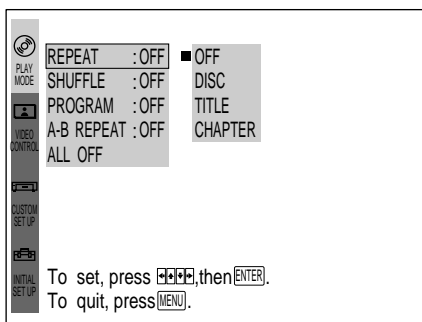 PLAY
MODE
VIDEO
CONTROL
CUSTOM
SET UP
INITIAL
SET UP
REPEAT :OFF
SHUFFLE :OFF
PROGRAM :OFF
A-B REPEAT :OFF
ALL OFF
■ OFF
DISC
TITLE
CHAPTER
To set, press ,then ENTER.
To quit, press MENU.